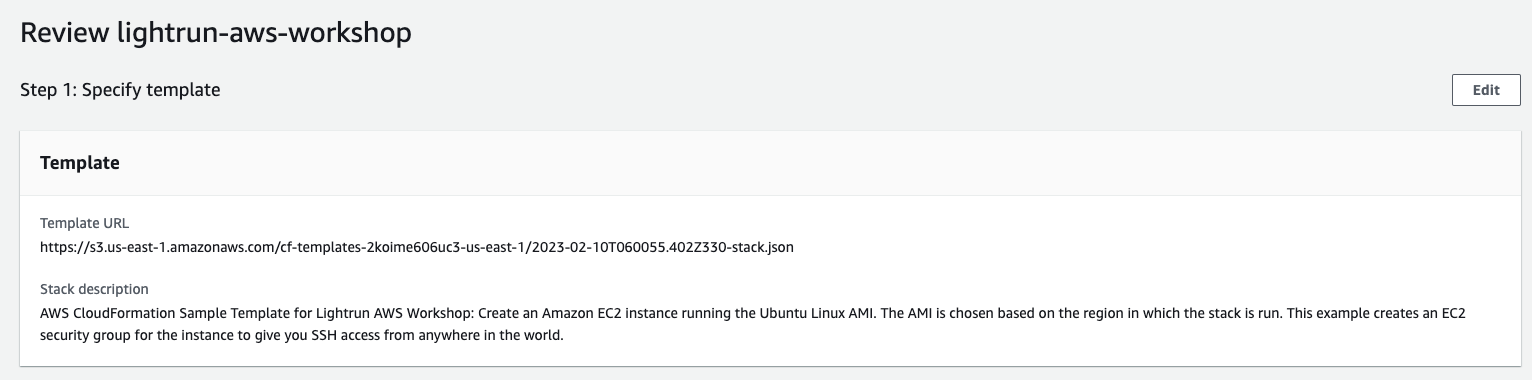 Review lightrun-aws-workshop
Step 1: Specify template
Edit
Template
Template URL
https://s3.us-east-1.amazonaws.com/cf-templates-2koime606uc3-us-east-1/2023-02-10T060055.402Z330-stack.json
Stack description
AWS CloudFormation Sample Template for Lightrun AWS Workshop: Create an Amazon EC2 instance running the Ubuntu Linux AMI. The AMI is chosen based on the region in which the stack is run. This example creates an EC2
security group for the instance to give you SSH access from anywhere in the world.